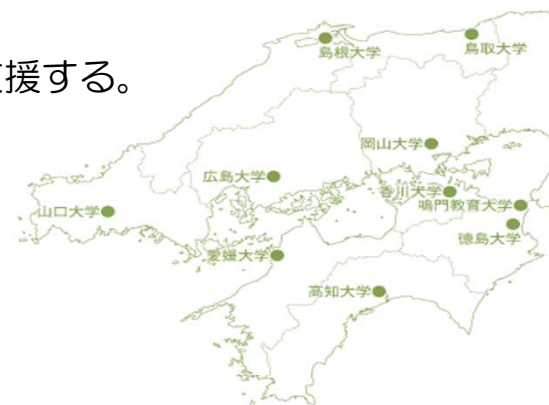 援する。
島根大学
鳥取大学
岡山大学
広島大学
香川大学
鳴門教育大学
山口大学
徳島大学
愛媛大学
高知大学